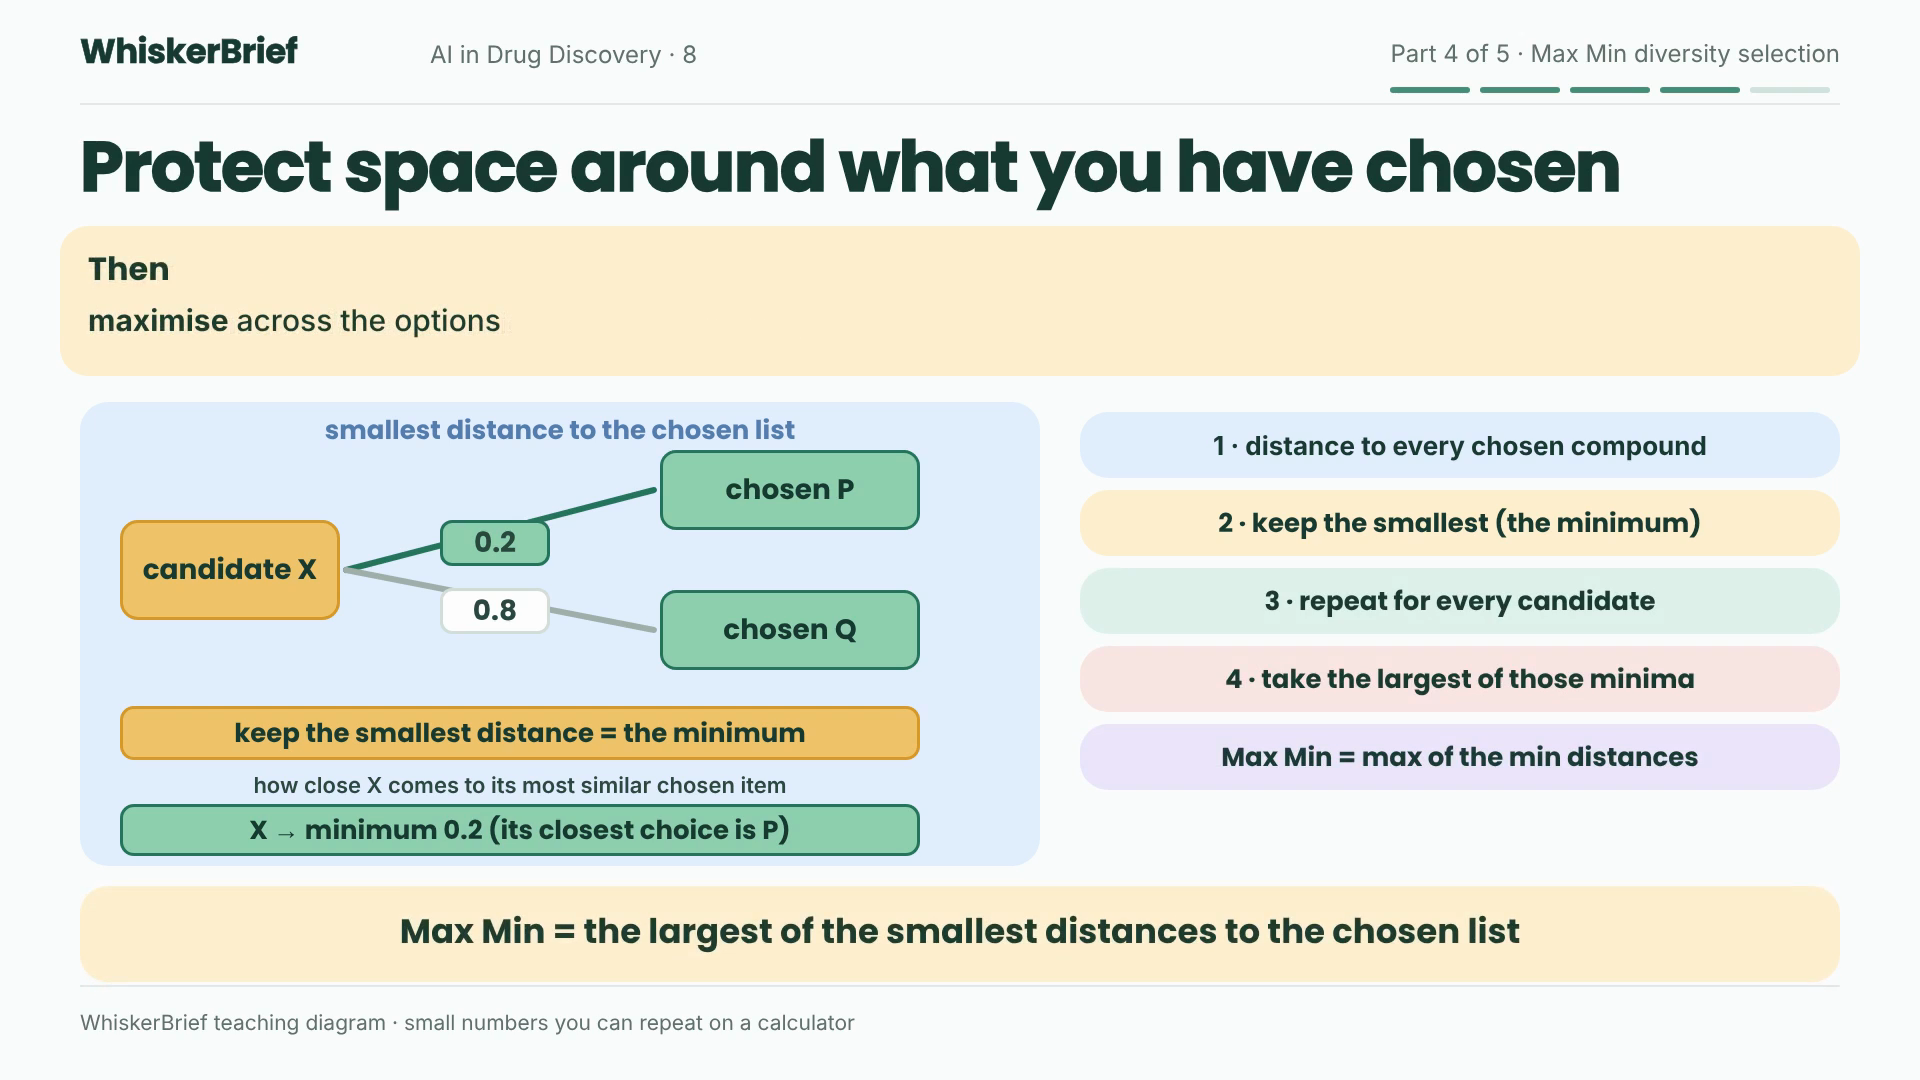 WhiskerBrief
AI in Drug Discovery · 8
Part 4 of 5 · Max Min diversity selection
Protect space around what you have chosen
Then
maximise across the options
smallest distance to the chosen list
candidate X
0.2
0.8
chosen P
chosen Q
keep the smallest distance = the minimum
how close X comes to its most similar chosen item
X → minimum 0.2 (its closest choice is P)
1 · distance to every chosen compound
2 · keep the smallest (the minimum)
3 · repeat for every candidate
4 · take the largest of those minima
Max Min = max of the min distances
Max Min = the largest of the smallest distances to the chosen list
WhiskerBrief teaching diagram · small numbers you can repeat on a calculator